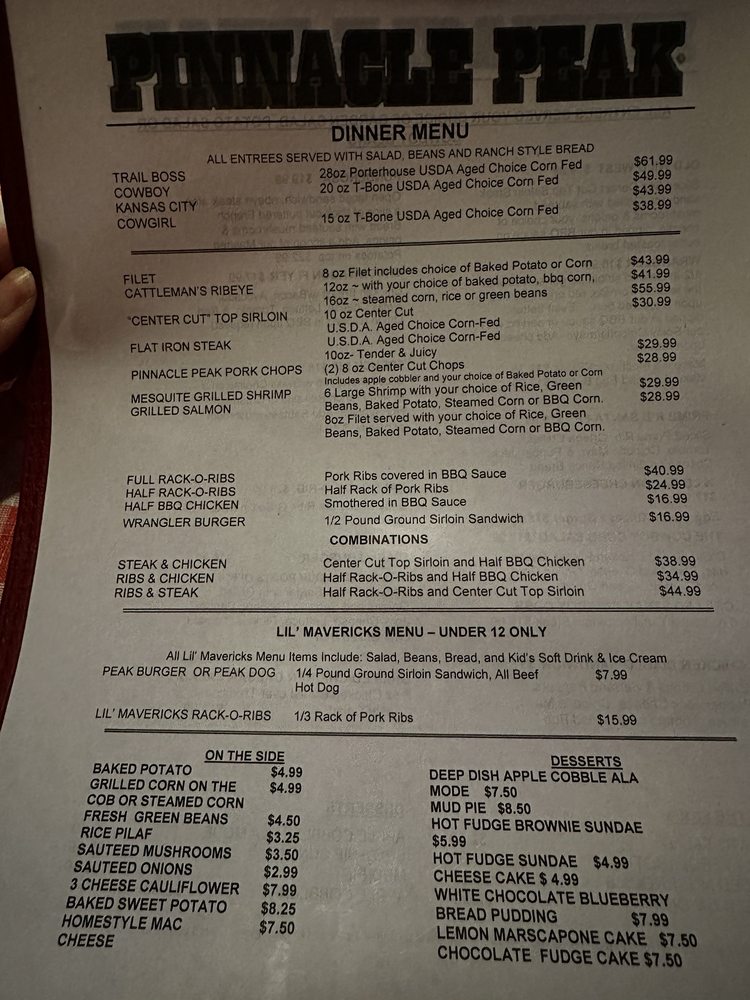 PINNACLE PEAK
DINNER MENU
ALL ENTREES SERVED WITH SALAD, BEANS AND RANCH STYLE BREAD
TRAIL BOSS 28oz Porterhouse USDA Aged Choice Corn Fed $61.99
COWBOY 20 oz T-Bone USDA Aged Choice Corn Fed $49.99
KANSAS CITY $43.99
COWGIRL 15 oz T-Bone USDA Aged Choice Corn Fed $38.99
FILET 8 oz Filet includes choice of Baked Potato or Corn $43.99
CATTLEMAN'S RIBEYE 12oz ~ with your choice of baked potato, bbq corn, $41.99
16oz ~ steamed corn, rice or green beans $55.99
"CENTER CUT" TOP SIRLOIN 10 oz Center Cut $30.99
U.S.D.A. Aged Choice Corn-Fed
FLAT IRON STEAK U.S.D.A. Aged Choice Corn-Fed $29.99
10oz- Tender & Juicy
PINNACLE PEAK PORK CHOPS (2) 8 oz Center Cut Chops $28.99
Includes apple cobbler and your choice of Baked Potato or Corn
MESQUITE GRILLED SHRIMP 6 Large Shrimp with your choice of Rice, Green $29.99
Beans, Baked Potato, Steamed Corn or BBQ Corn.
GRILLED SALMON 8oz Filet served with your choice of Rice, Green $28.99
Beans, Baked Potato, Steamed Corn or BBQ Corn.
FULL RACK-O-RIBS Pork Ribs covered in BBQ Sauce $40.99
HALF RACK-O-RIBS Half Rack of Pork Ribs $24.99
HALF BBQ CHICKEN Smothered in BBQ Sauce $16.99
WRANGLER BURGER 1/2 Pound Ground Sirloin Sandwich $16.99
COMBINATIONS
STEAK & CHICKEN Center Cut Top Sirloin and Half BBQ Chicken $38.99
RIBS & CHICKEN Half Rack-O-Ribs and Half BBQ Chicken $34.99
RIBS & STEAK Half Rack-O-Ribs and Center Cut Top Sirloin $44.99
LIL' MAVERICKS MENU – UNDER 12 ONLY
All Lil' Mavericks Menu Items Include: Salad, Beans, Bread, and Kid's Soft Drink & Ice Cream
PEAK BURGER OR PEAK DOG 1/4 Pound Ground Sirloin Sandwich, All Beef $7.99
Hot Dog
LIL' MAVERICKS RACK-O-RIBS 1/3 Rack of Pork Ribs $15.99
ON THE SIDE
BAKED POTATO $4.99
GRILLED CORN ON THE $4.99
COB OR STEAMED CORN
FRESH GREEN BEANS $4.50
RICE PILAF $3.25
SAUTEED MUSHROOMS $3.50
SAUTEED ONIONS $2.99
3 CHEESE CAULIFLOWER $7.99
BAKED SWEET POTATO $8.25
HOMESTYLE MAC $7.50
CHEESE
DESSERTS
DEEP DISH APPLE COBBLE ALA
MODE $7.50
MUD PIE $8.50
HOT FUDGE BROWNIE SUNDAE
$5.99
HOT FUDGE SUNDAE $4.99
CHEESE CAKE $ 4.99
WHITE CHOCOLATE BLUEBERRY
BREAD PUDDING $7.99
LEMON MARSCAPONE CAKE $7.50
CHOCOLATE FUDGE CAKE $7.50